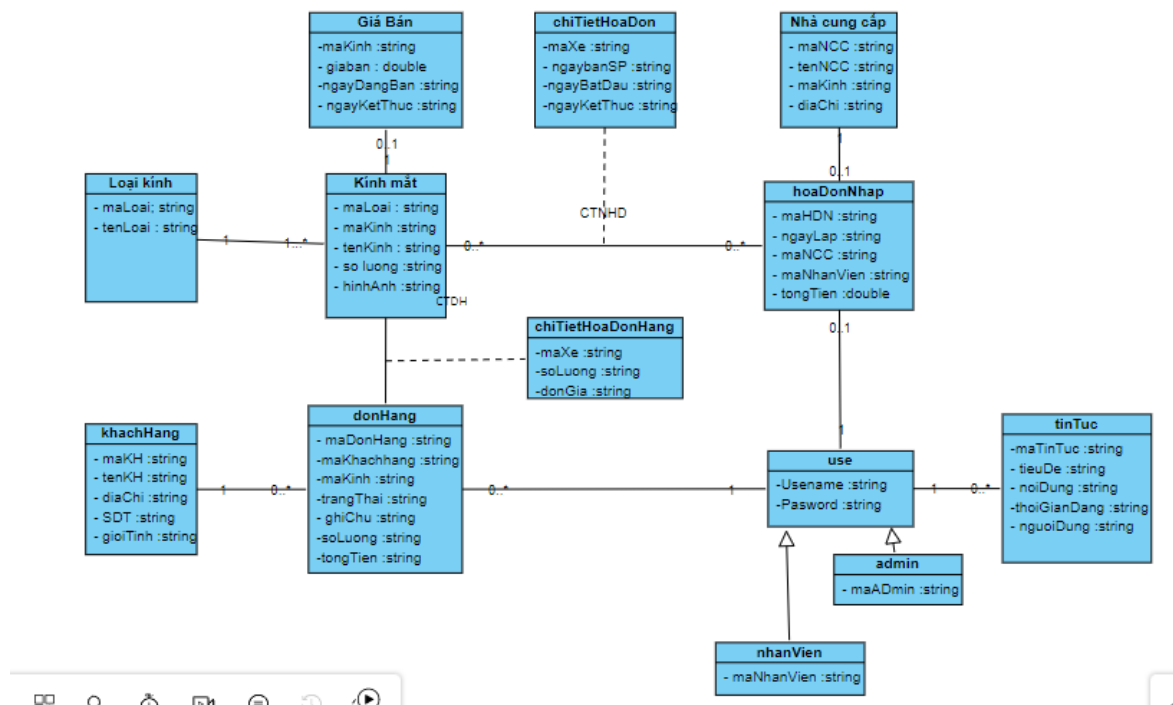 Giá Bán
-maKinh :string
- giaban : double
-ngayDangBan :string
- ngayKetThuc :string
chiTietHoaDon
-maXe :string
- ngaybanSP :string
-ngayBatDau :string
-ngayKetThuc :string
Nhà cung cấp
- maNCC :string
- tenNCC :string
- maKinh :string
- diaChi :string
0..1
1
1
0..1
Loại kính
- maLoai; string
- tenLoai : string
1
1...*
Kính mắt
- maLoai : string
- maKinh :string
- tenKinh : string
- so luong :string
- hinhAnh :string
CTDH
0..*
CTNHD
0..*
hoaDonNhap
- maHDN :string
- ngayLap :string
- maNCC :string
- maNhanVien :string
- tongTien :double
0..1
1
chiTietHoaDonHang
-maXe :string
-soLuong :string
-donGia :string
khachHang
- maKH :string
- tenKH :string
- diaChi :string
- SDT :string
- gioiTinh :string
1
0..*
donHang
- maDonHang :string
-maKhachhang :string
-maKinh :string
-trangThai :string
- ghiChu :string
-soLuong :string
-tongTien :string
0..*
1
use
-Usename :string
-Pasword :string
1
0..*
tinTuc
-maTinTuc :string
- tieuDe :string
- noiDung :string
-thoiGianDang :string
- nguoiDung :string
admin
- maADmin :string
nhanVien
- maNhanVien :string